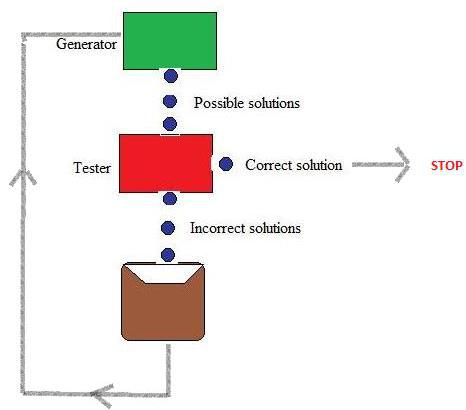 Generator
Possible solutions
Tester
Correct solution
STOP
Incorrect solutions